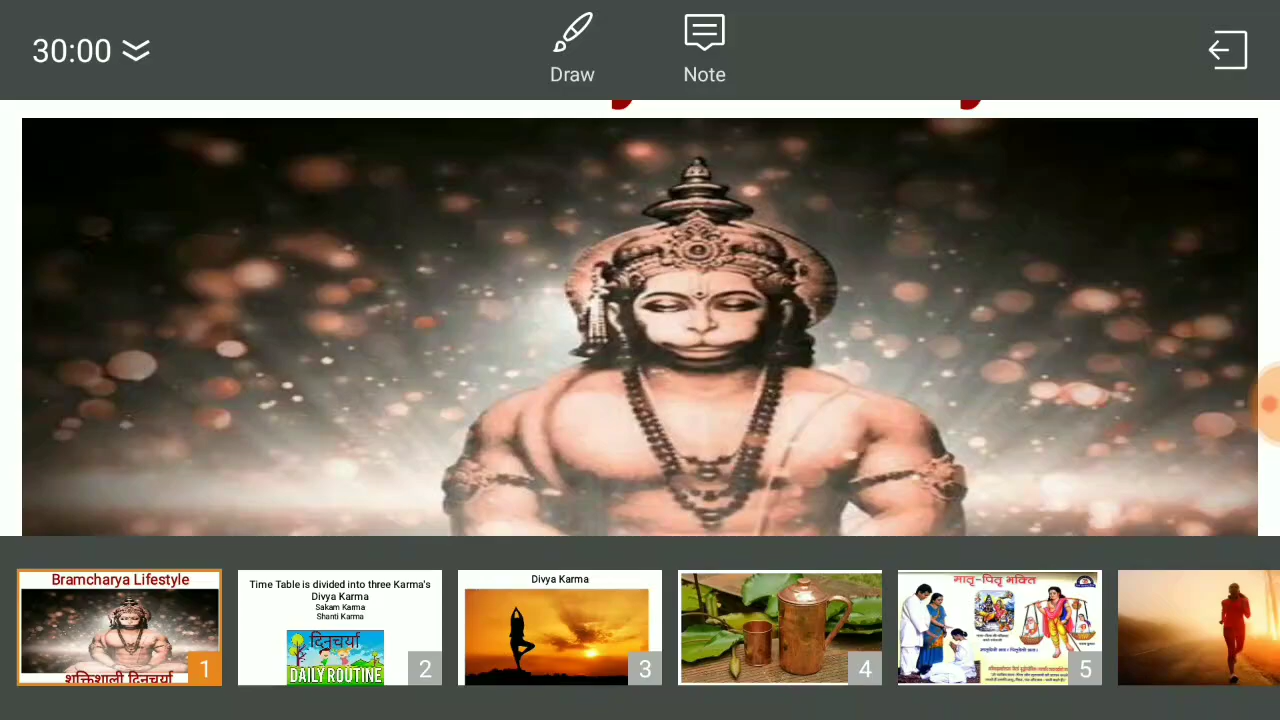 30:00
Draw
Note
Bramcharya Lifestyle
शक्तिशाली दिनचर्या
1
Time Table is divided into three Karma's
Divya Karma
Sakam Karma
Shanti Karma
दिनचर्या
DAILY ROUTINE
2
Divya Karma
3
4
मातृ-पितृ भक्ति
5